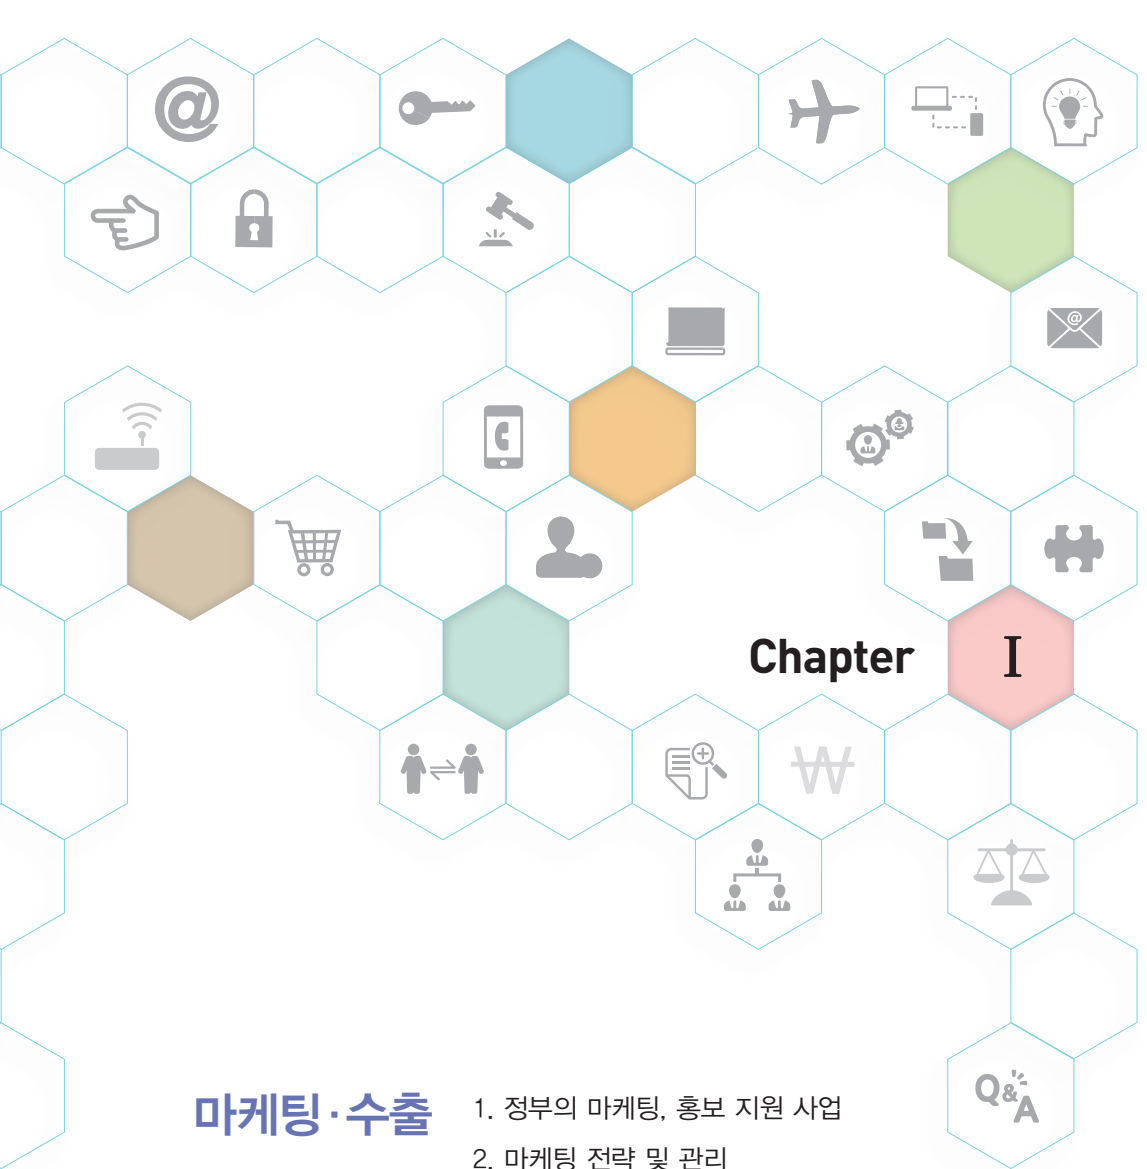 @
@
Chapter I
₩
Q&A
마케팅·수출
1. 정부의 마케팅, 홍보 지원 사업
2. 마케팅 전략 및 관리